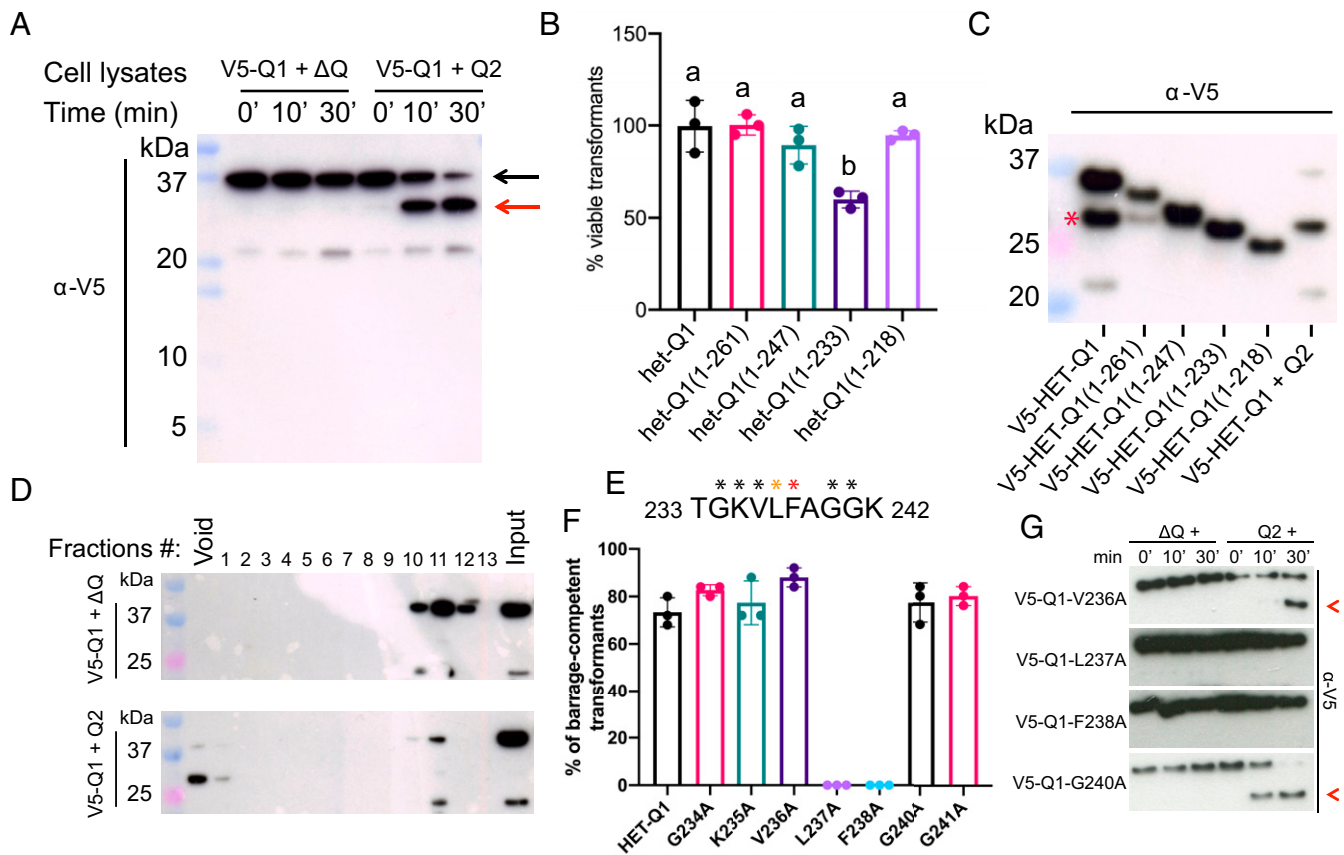 A
Cell lysates
V5-Q1 + ΔQ
V5-Q1 + Q2
Time (min)
0' 10' 30' 0' 10' 30'
kDa
37
20
10
5
α-V5
B
% viable transformants
150
100
50
0
a
a
a
b
a
het-Q1
het-Q1(1-261)
het-Q1(1-247)
het-Q1(1-233)
het-Q1(1-218)
C
α-V5
kDa
37
*
25
20
V5-HET-Q1
V5-HET-Q1(1-261)
V5-HET-Q1(1-247)
V5-HET-Q1(1-233)
V5-HET-Q1(1-218)
V5-HET-Q1 + Q2
D
Fractions #:
Void 1 2 3 4 5 6 7 8 9 10 11 12 13 Input
V5-Q1 + ΔQ
kDa
37
25
V5-Q1 + Q2
kDa
37
25
E
* * * * * * *
233 TGKVLFAGGK 242
F
% of barrage-competent
transformants
100
80
60
40
20
0
HET-Q1
G234A
K235A
V236A
L237A
F238A
G240A
G241A
G
ΔQ +
Q2 +
min
0' 10' 30' 0' 10' 30'
V5-Q1-V236A
V5-Q1-L237A
V5-Q1-F238A
V5-Q1-G240A
α-V5